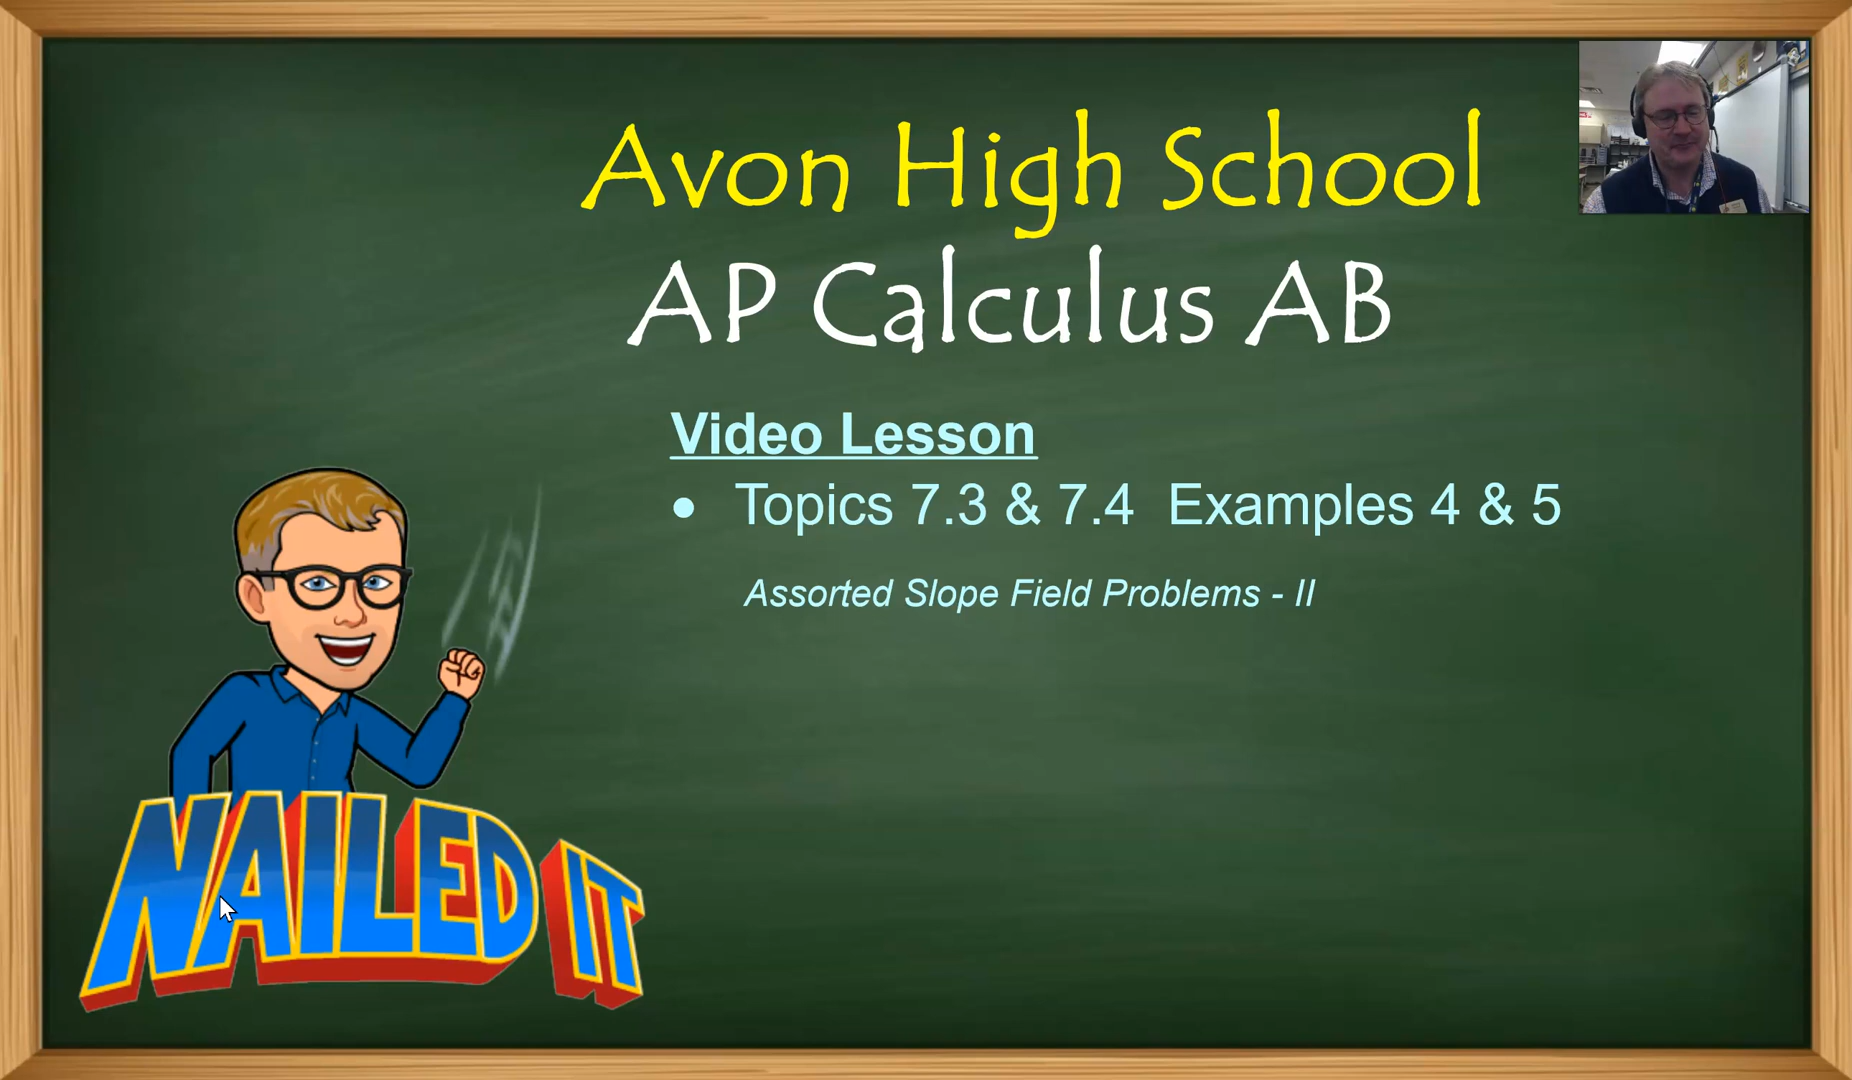 Avon High School
AP Calculus AB
Video Lesson
● Topics 7.3 & 7.4 Examples 4 & 5
Assorted Slope Field Problems - II
NAILED IT